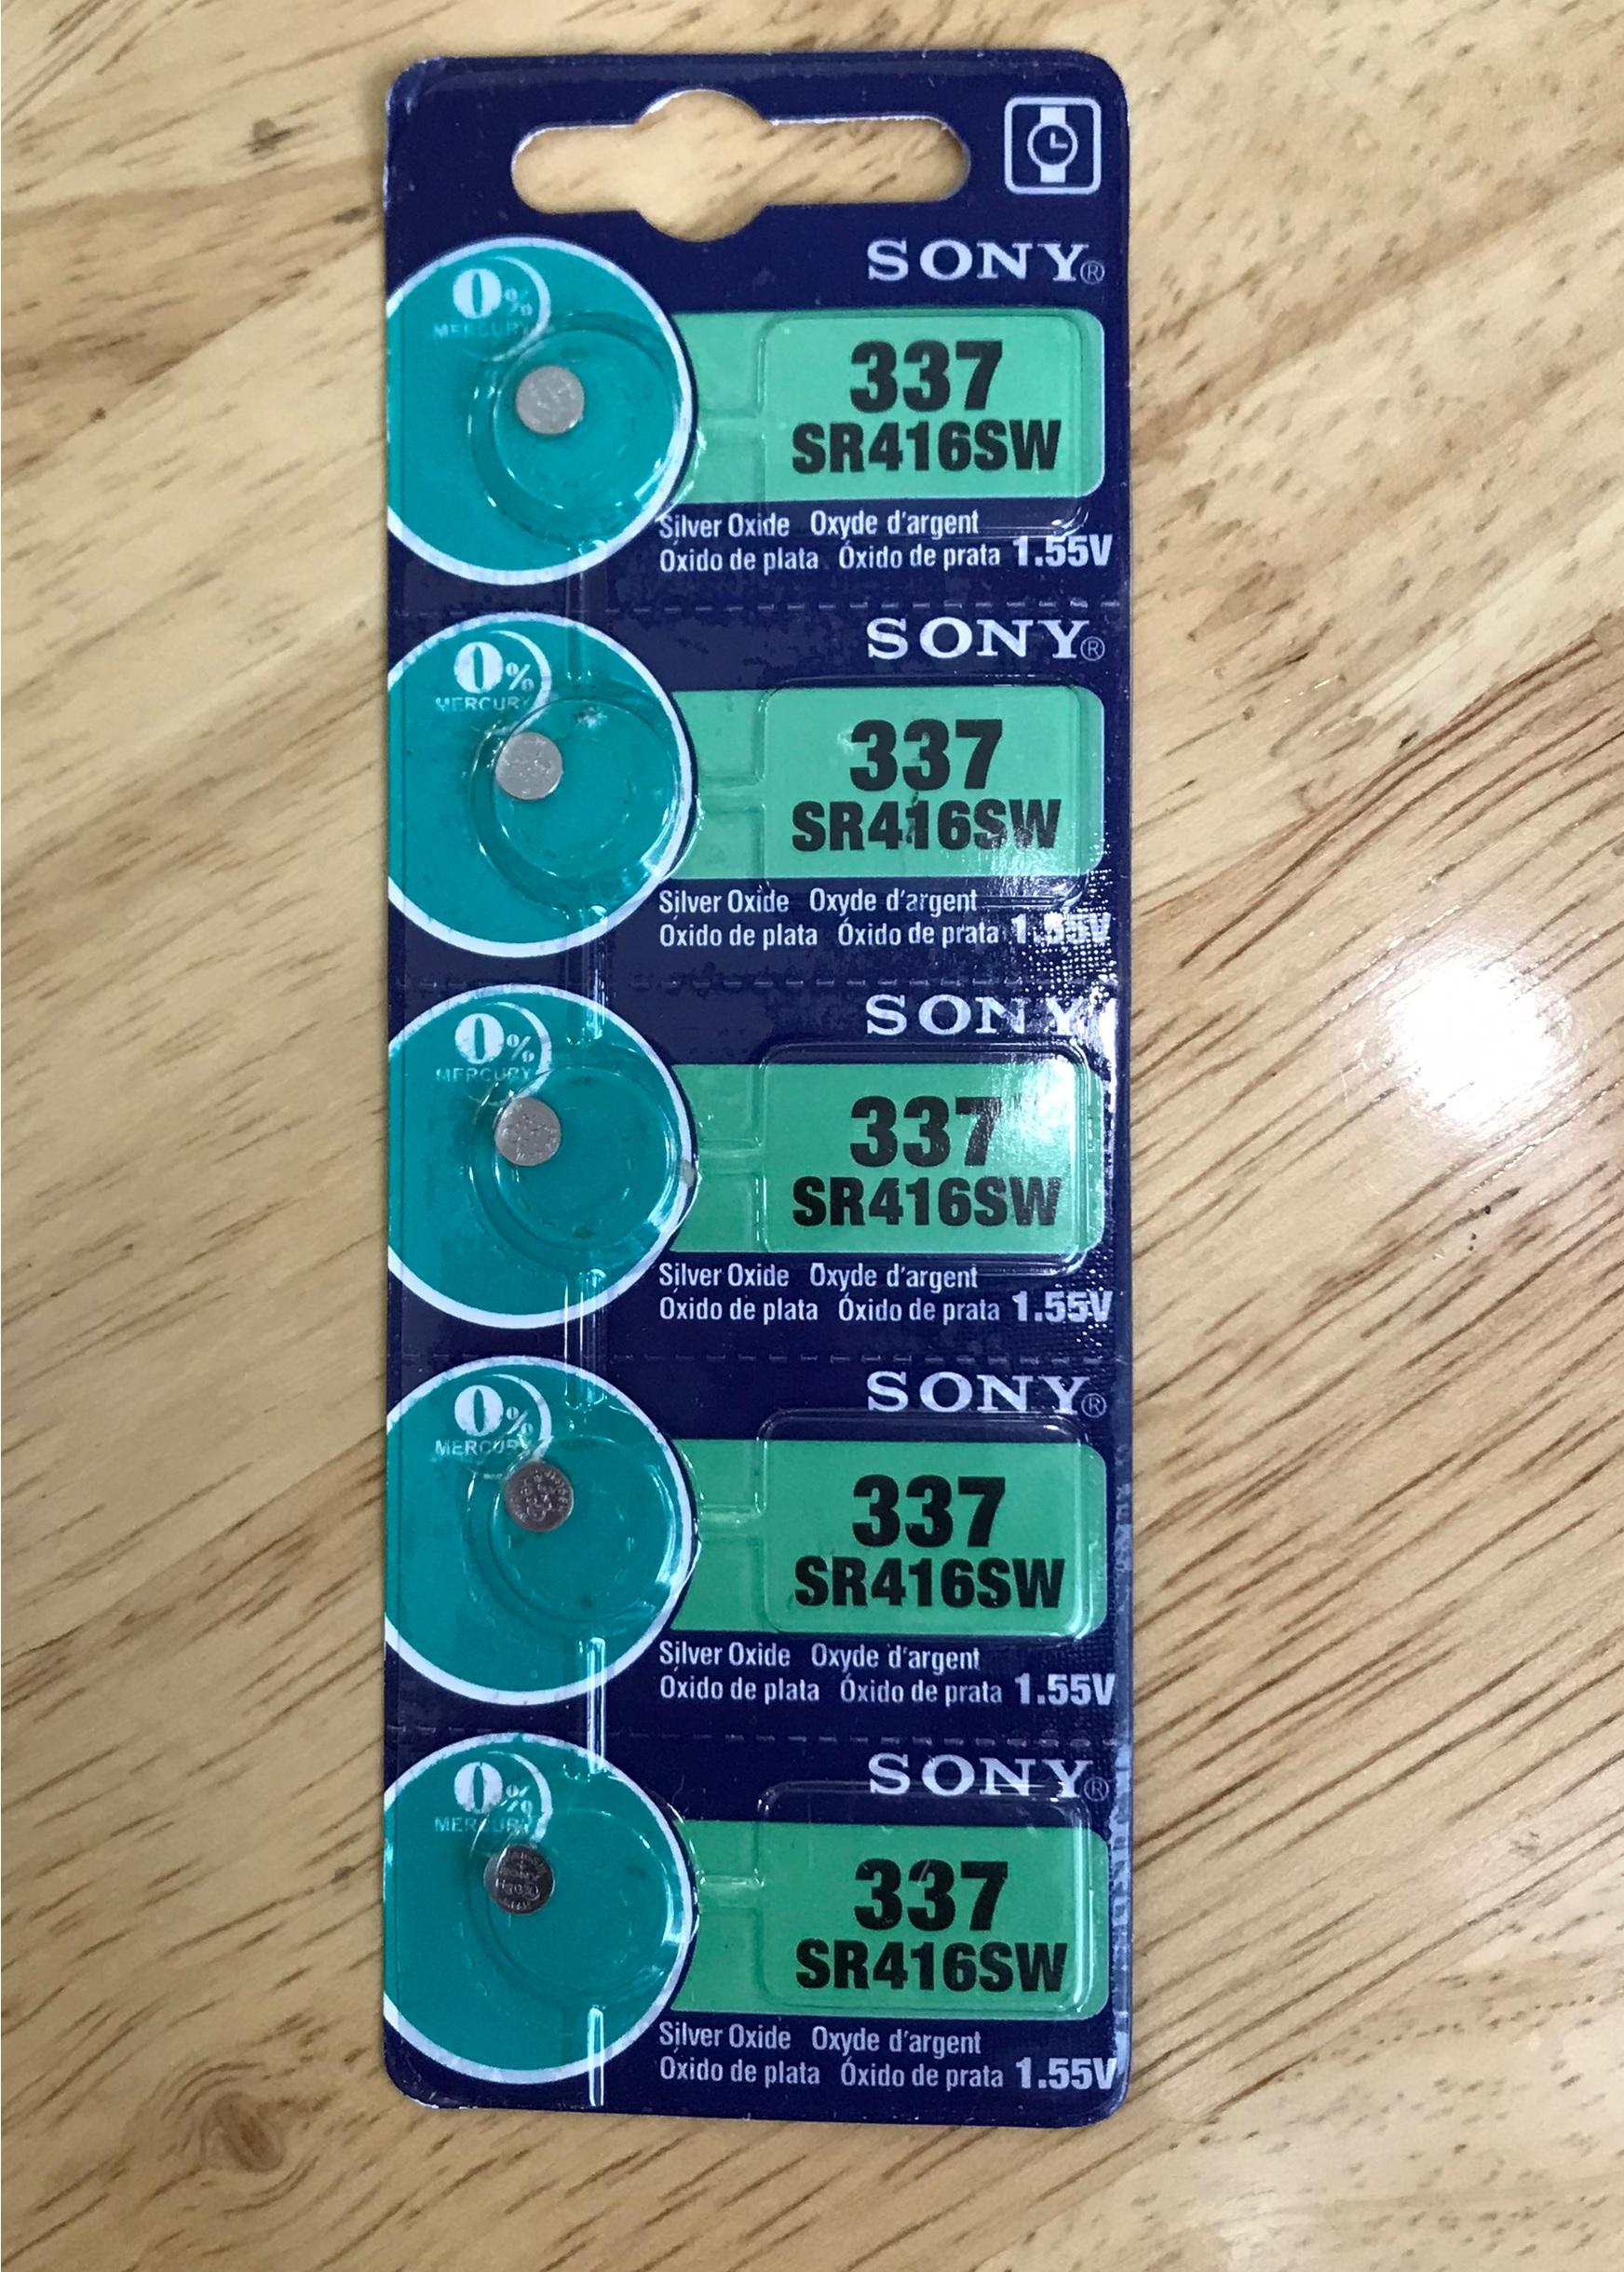 SONY®
0%
MERCURY
337
SR416SW
Silver Oxide Oxyde d'argent
Óxido de plata Óxido de prata 1.55V
SONY®
0%
MERCURY
337
SR416SW
Silver Oxide Oxyde d'argent
Óxido de plata Óxido de prata 1.55V
SONY
0%
MERCURY
337
SR416SW
Silver Oxide Oxyde d'argent
Óxido de plata Óxido de prata 1.55V
SONY®
0%
MERCURY
337
SR416SW
Silver Oxide Oxyde d'argent
Óxido de plata Óxido de prata 1.55V
SONY®
0%
MERCURY
337
SR416SW
Silver Oxide Oxyde d'argent
Óxido de plata Óxido de prata 1.55V